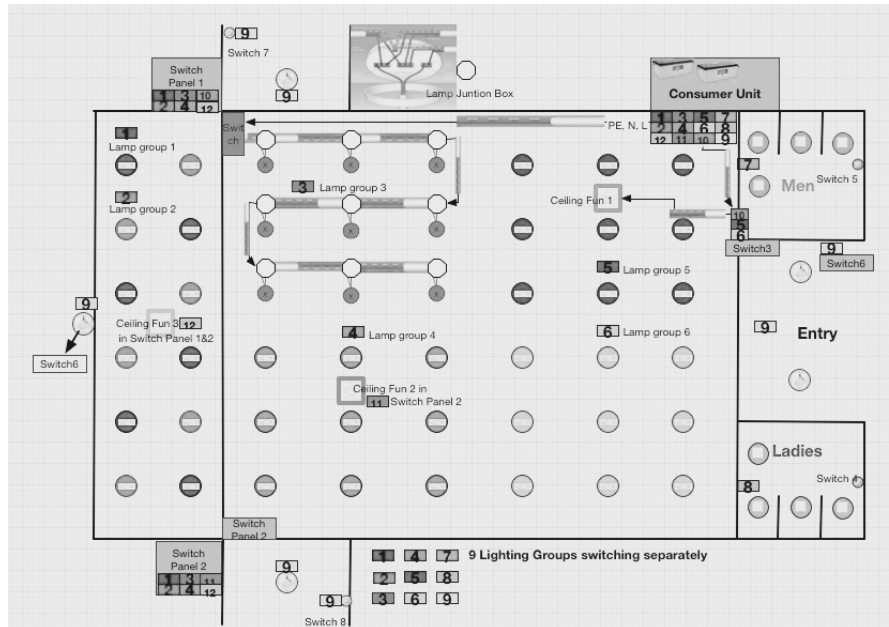 9
Switch 7
Switch
Panel 1
1 3 10
2 4 12
9
Lamp Juntion Box
Consumer Unit
1 3 5 7
2 4 6 8
12 11 10 9
PE, N, L
Swit
ch
1
Lamp group 1
2
Lamp group 2
3 Lamp group 3
7
Men
Switch 5
Ceiling Fun 1
10
5
6
Switch3
9
Switch6
5
Lamp group 5
9
Ceiling Fun 3 12
in Switch Panel 1&2
Switch6
4 Lamp group 4
6 Lamp group 6
9
Entry
Ceiling Fun 2 in
11 Switch Panel 2
Ladies
8
Switch 4
Switch
Panel 2
Switch
Panel 2
1 3 11
2 4 12
9
9
Switch 8
1 4 7 9 Lighting Groups switching separately
2 5 8
3 6 9